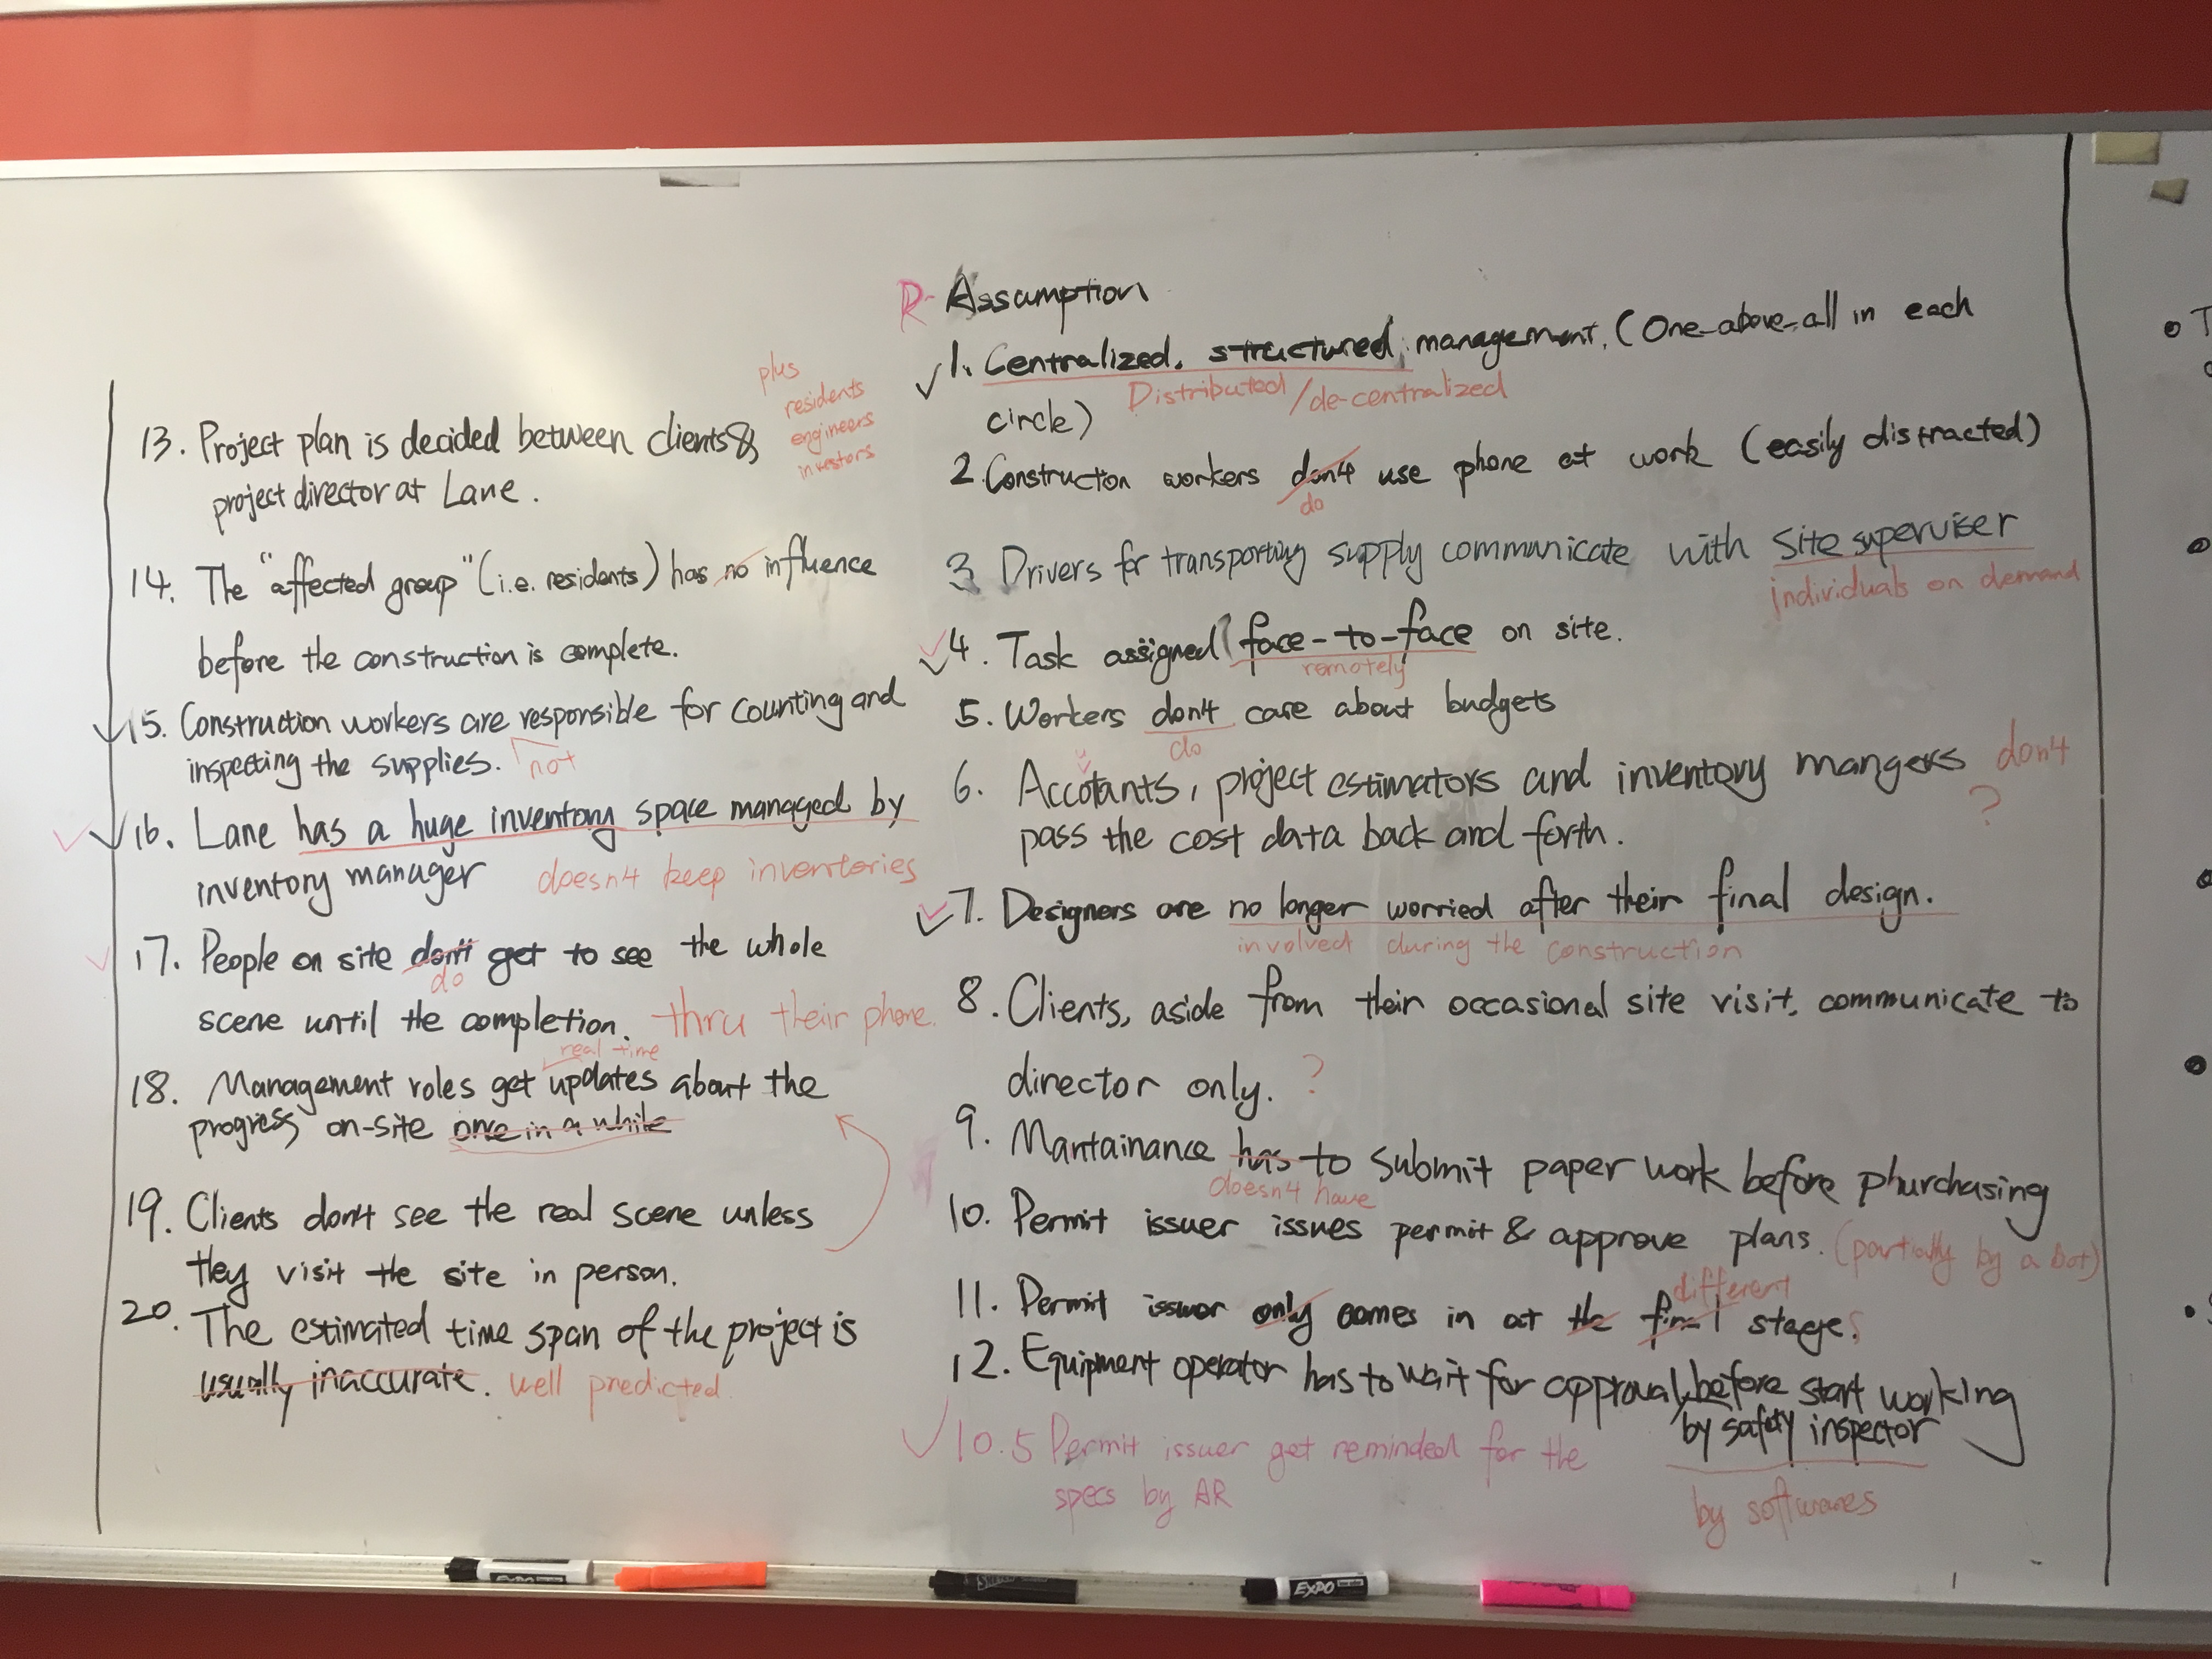 R- Assumption
1. Centralized. structured management. (One-above-all in each
Distributed/de-centralized
circle)
2. Constructon workers don't use phone at work (easily distracted)
do
3. Drivers for transporting supply communicate with site superviser
individuals on demand
4. Task assigned face-to-face on site.
remotely
5. Workers don't care about budgets
do
6. Accotants, project estimators and inventory mangers don't
pass the cost data back and forth. ?
7. Designers are no longer worried after their final design.
involved during the construction
8. Clients, aside from their occasional site visit, communicate to
director only. ?
9. Mantainance has to submit paper work before phurchasing
doesn't have
10. Permit issuer issues permit & approve plans. (partially by a bot)
different
11. Permit issuer only comes in at the final stages.
12. Equipment operator has to wait for approval before start working
by safety inspector
by softwares
10.5 Permit issuer get reminded for the
specs by AR
plus
residents
engineers
investors
13. Project plan is decided between clients &
project director at Lane.
14. The "affected group" (i.e. residents) has no influence
before the construction is complete.
15. Construction workers are responsible for counting and
not
inspecting the supplies.
16. Lane has a huge inventory space managed by
inventory manager doesn't keep inventories
17. People on site don't get to see the whole
do
scene until the completion. thru their phone.
real time
18. Management roles get updates about the
progress on-site once in a while
19. Clients don't see the real scene unless
they visit the site in person.
20. The estimated time span of the project is
usually inaccurate. well predicted.
EXPO
EXPO